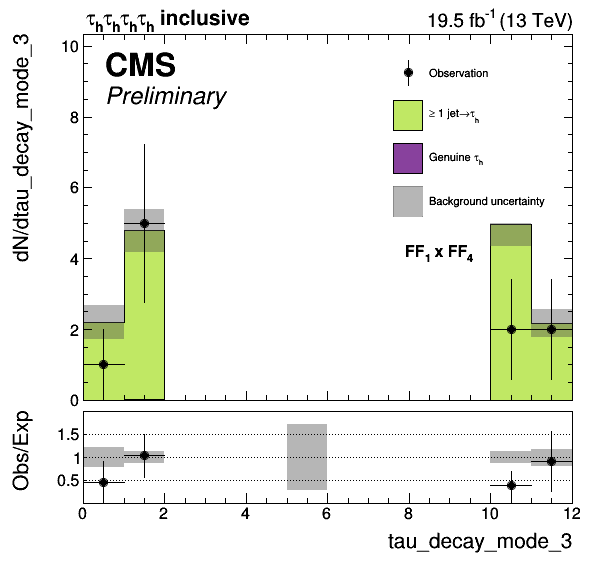 τhτhτhτh inclusive 19.5 fb-1 (13 TeV)
CMS
Preliminary
Observation
≥ 1 jet→τh
Genuine τh
Background uncertainty
FF1 x FF4
dN/dtau_decay_mode_3
10
8
6
4
2
0
Obs/Exp
1.5
1
0.5
0 2 4 6 8 10 12
tau_decay_mode_3